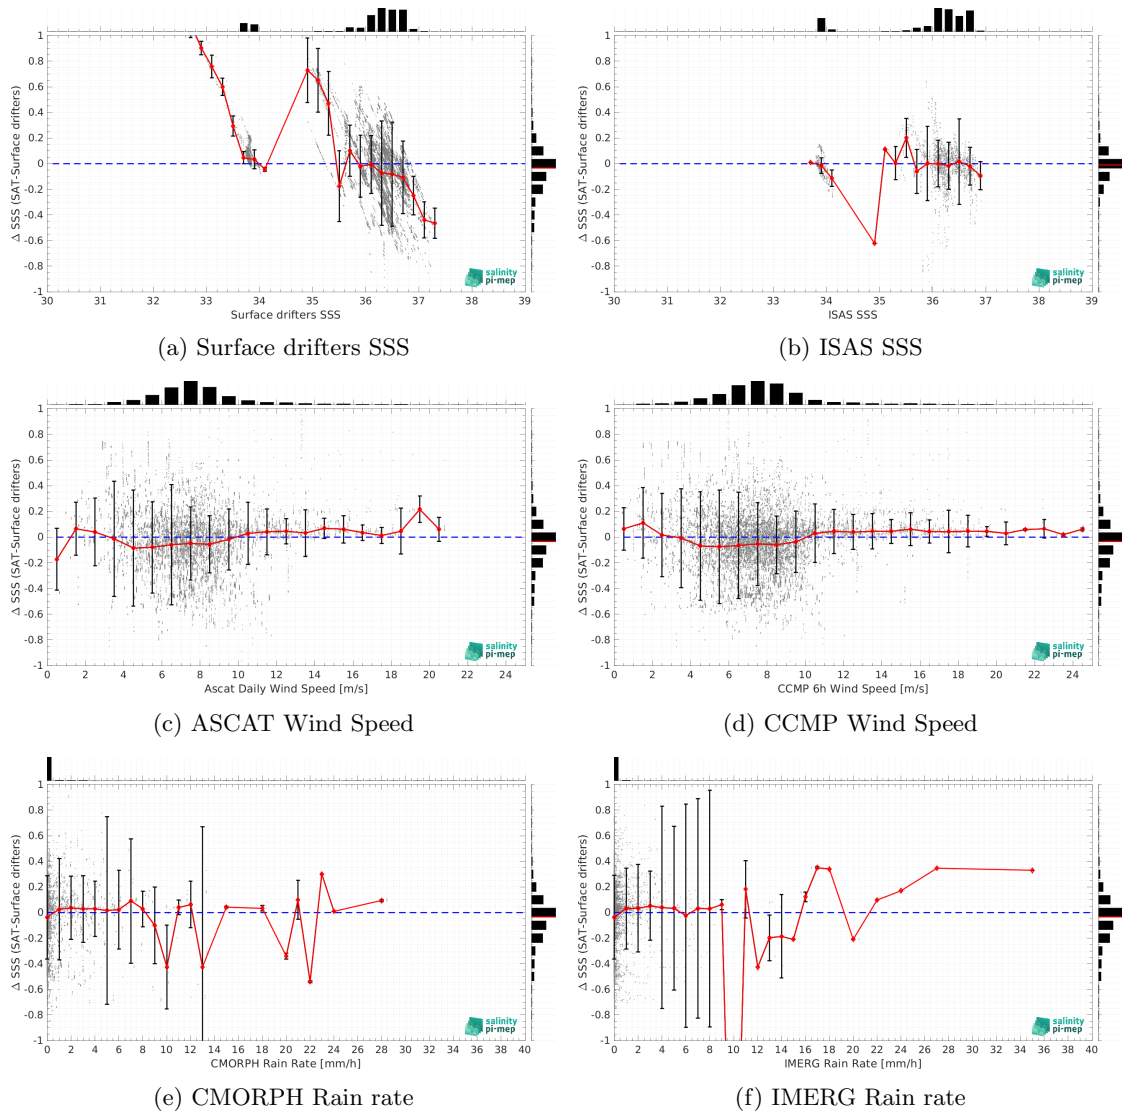 1
0.8
0.6
0.4
0.2
0
-0.2
-0.4
-0.6
-0.8
-1
Δ SSS (SAT-Surface drifters)
salinity
pi-mep
30 31 32 33 34 35 36 37 38 39
Surface drifters SSS
(a) Surface drifters SSS
1
0.8
0.6
0.4
0.2
0
-0.2
-0.4
-0.6
-0.8
-1
Δ SSS (SAT-Surface drifters)
salinity
pi-mep
30 31 32 33 34 35 36 37 38 39
ISAS SSS
(b) ISAS SSS
1
0.8
0.6
0.4
0.2
0
-0.2
-0.4
-0.6
-0.8
-1
Δ SSS (SAT-Surface drifters)
salinity
pi-mep
0 2 4 6 8 10 12 14 16 18 20 22 24
Ascat Daily Wind Speed [m/s]
(c) ASCAT Wind Speed
1
0.8
0.6
0.4
0.2
0
-0.2
-0.4
-0.6
-0.8
-1
Δ SSS (SAT-Surface drifters)
salinity
pi-mep
0 2 4 6 8 10 12 14 16 18 20 22 24
CCMP 6h Wind Speed [m/s]
(d) CCMP Wind Speed
1
0.8
0.6
0.4
0.2
0
-0.2
-0.4
-0.6
-0.8
-1
Δ SSS (SAT-Surface drifters)
salinity
pi-mep
0 2 4 6 8 10 12 14 16 18 20 22 24 26 28 30 32 34 36 38 40
CMORPH Rain Rate [mm/h]
(e) CMORPH Rain rate
1
0.8
0.6
0.4
0.2
0
-0.2
-0.4
-0.6
-0.8
-1
Δ SSS (SAT-Surface drifters)
salinity
pi-mep
0 2 4 6 8 10 12 14 16 18 20 22 24 26 28 30 32 34 36 38 40
IMERG Rain Rate [mm/h]
(f) IMERG Rain rate